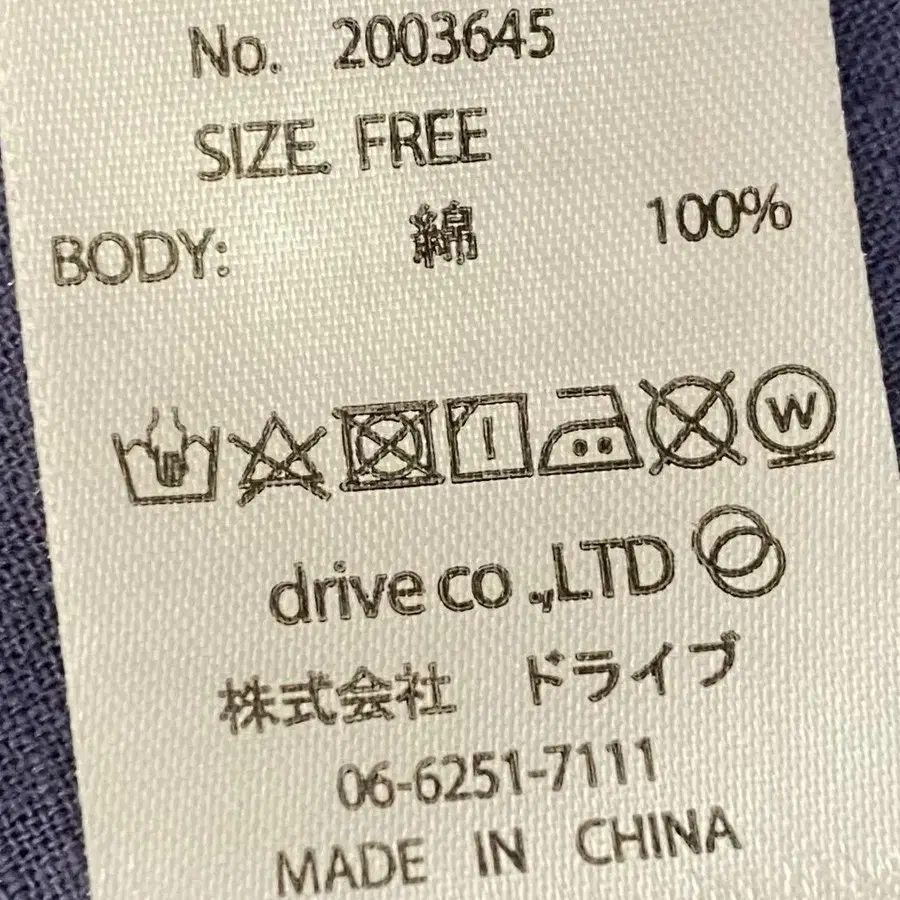 No. 2003645
SIZE. FREE
BODY: 綿 100%
W
drive co .,LTD
株式会社 ドライブ
06-6251-7111
MADE IN CHINA